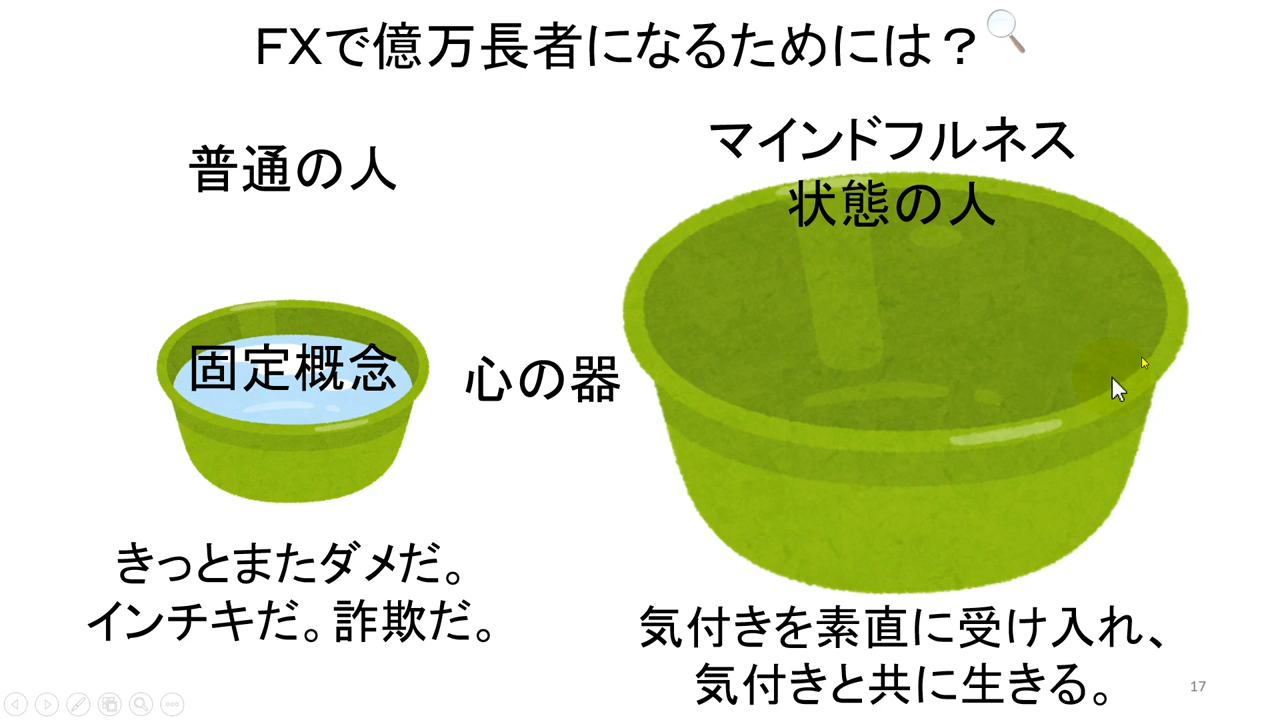 FXで億万長者になるためには？
普通の人
マインドフルネス
状態の人
固定概念
心の器
きっとまたダメだ。
インチキだ。詐欺だ。
気付きを素直に受け入れ、
気付きと共に生きる。
17